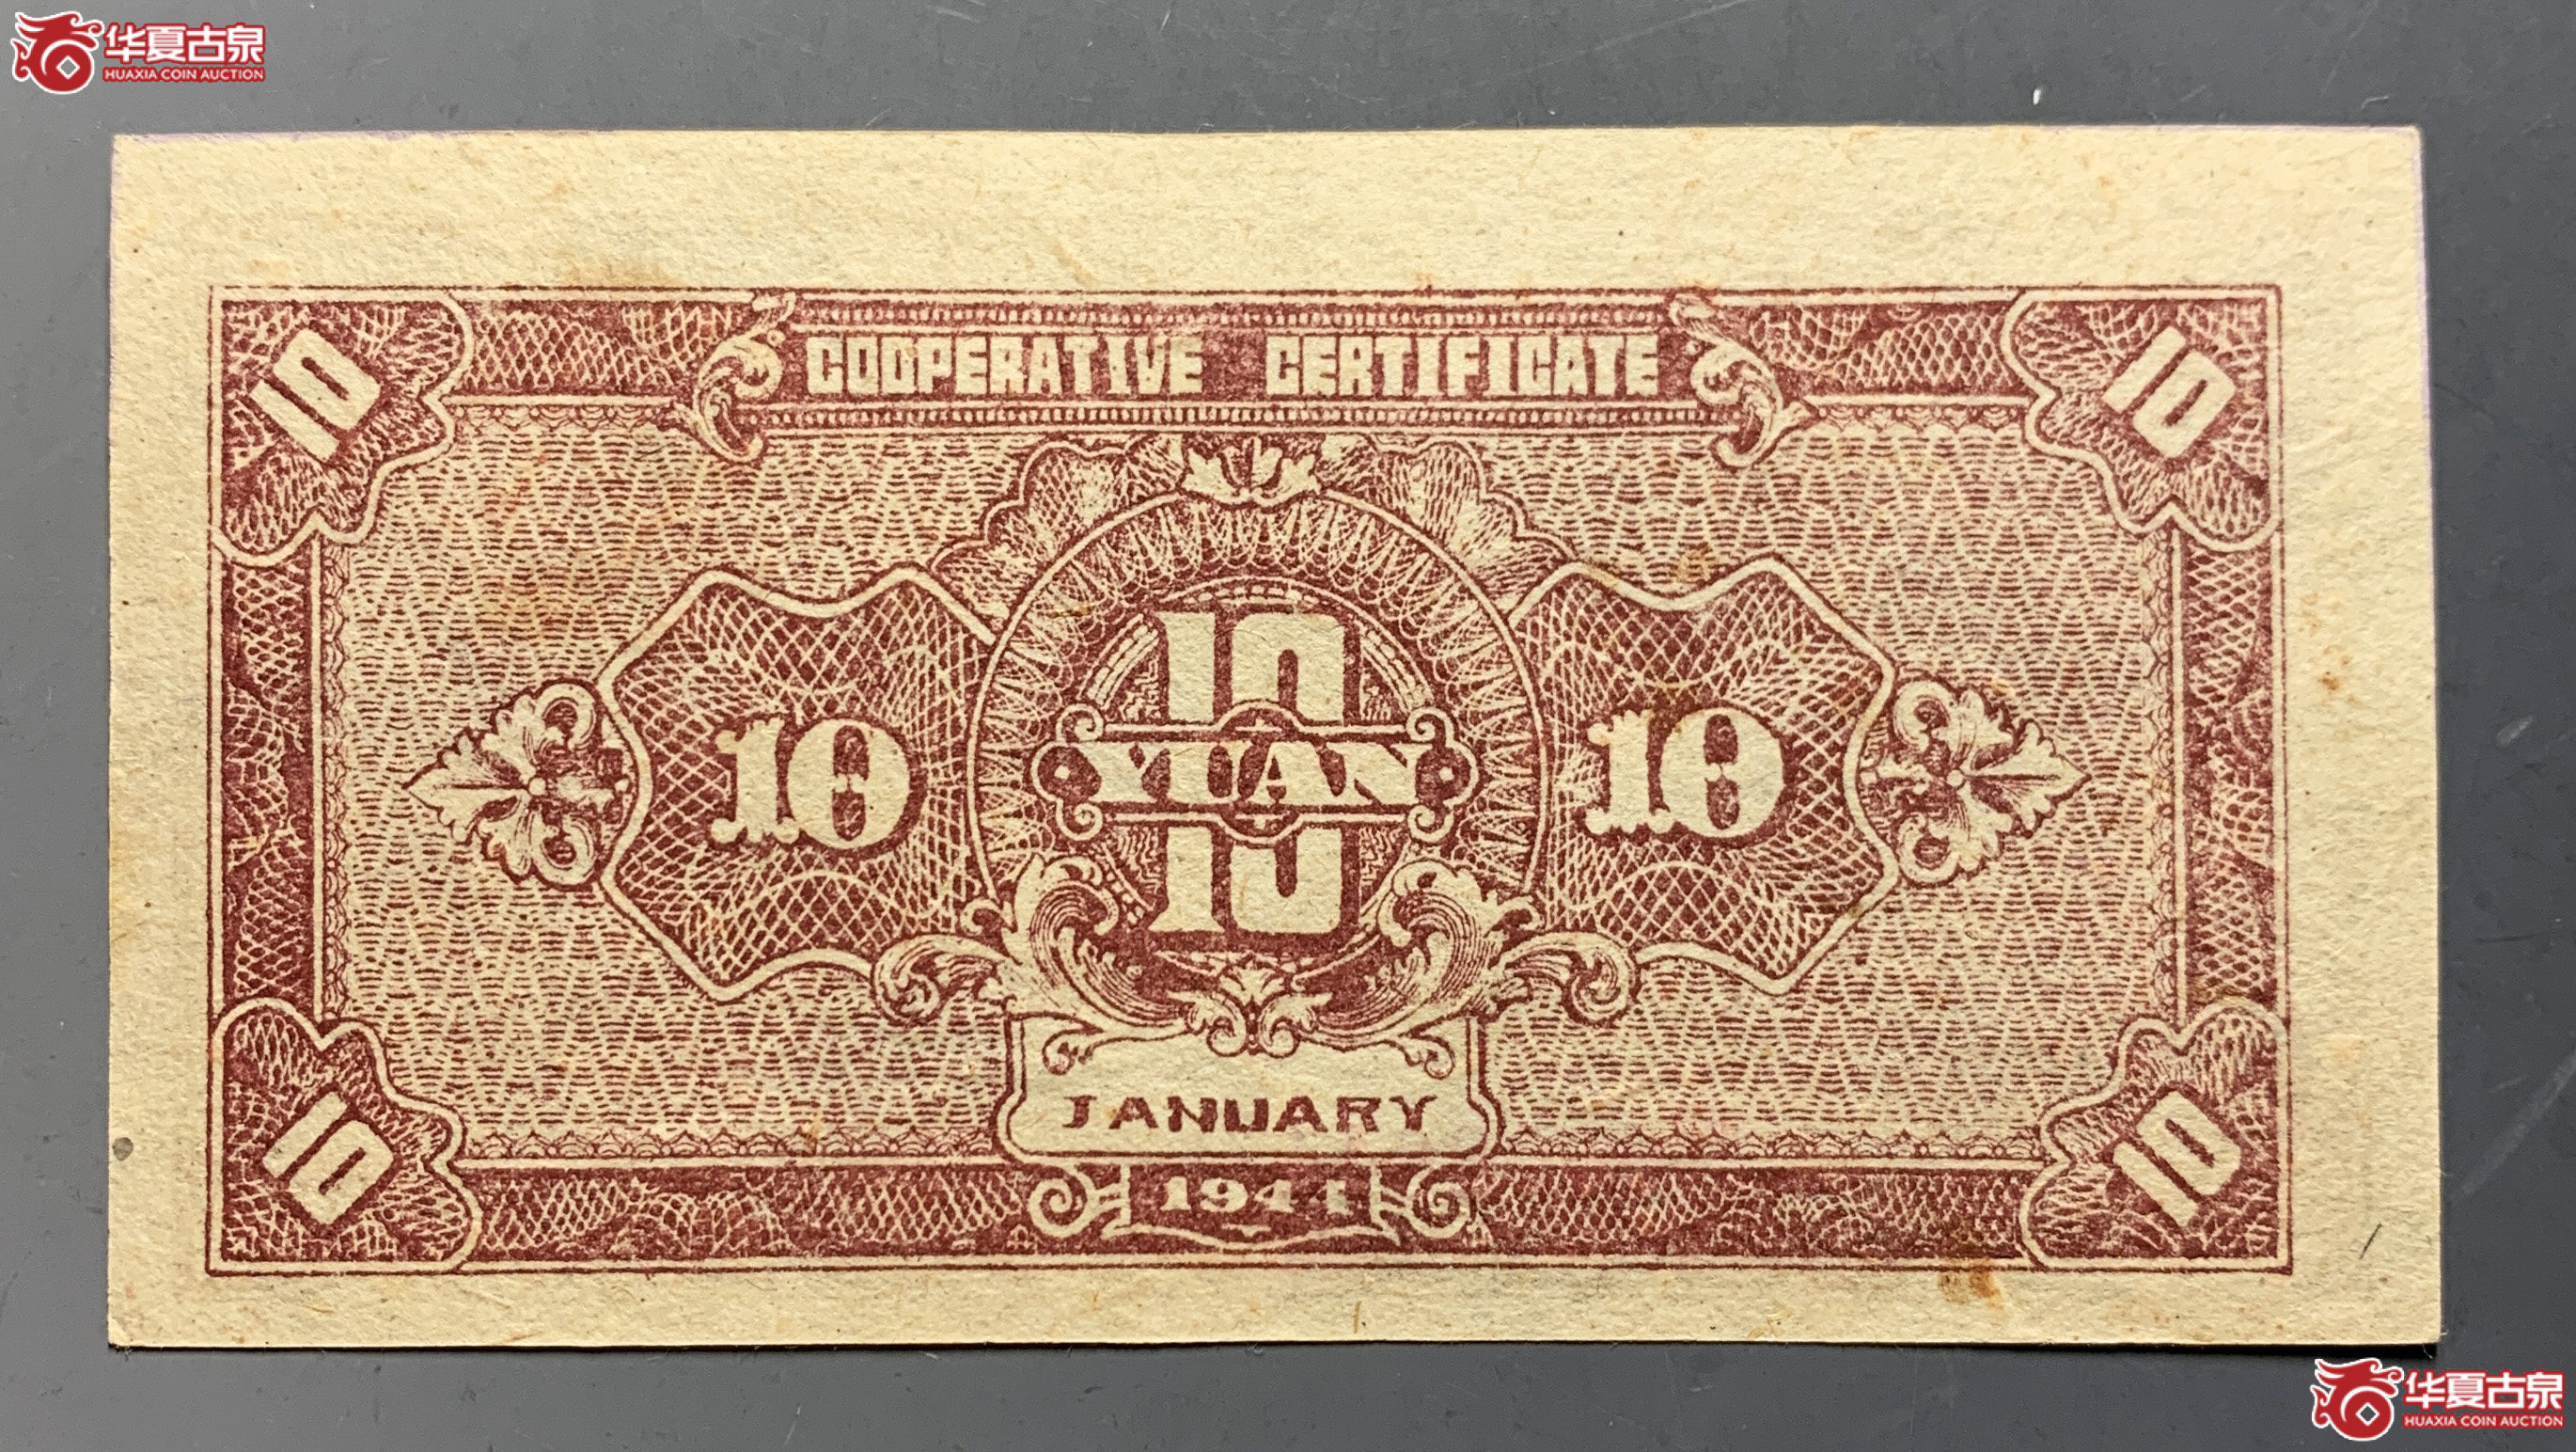 华夏古泉
HUAXIA COIN AUCTION
COOPERATIVE CERTIFICATE
10
10
10
10
YUAN
10
10
JANUARY
10
10
1944
华夏古泉
HUAXIA COIN AUCTION